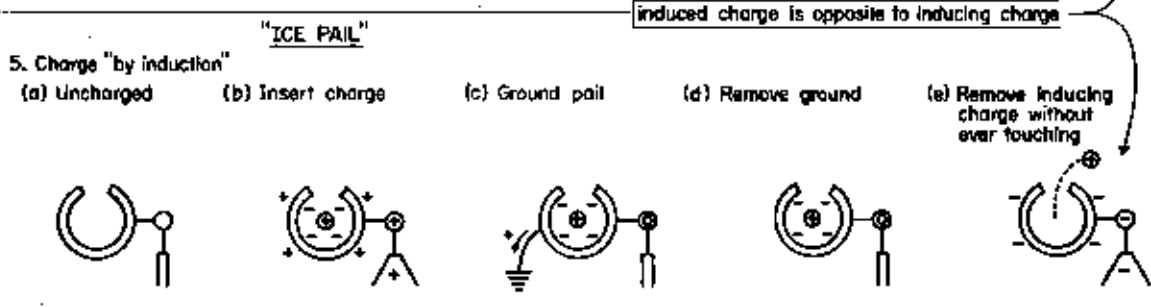 induced charge is opposite to inducing charge
"ICE PAIL"
5. Charge "by induction"
(a) Uncharged
(b) Insert charge
(c) Ground pail
(d) Remove ground
(e) Remove inducing
charge without
ever touching